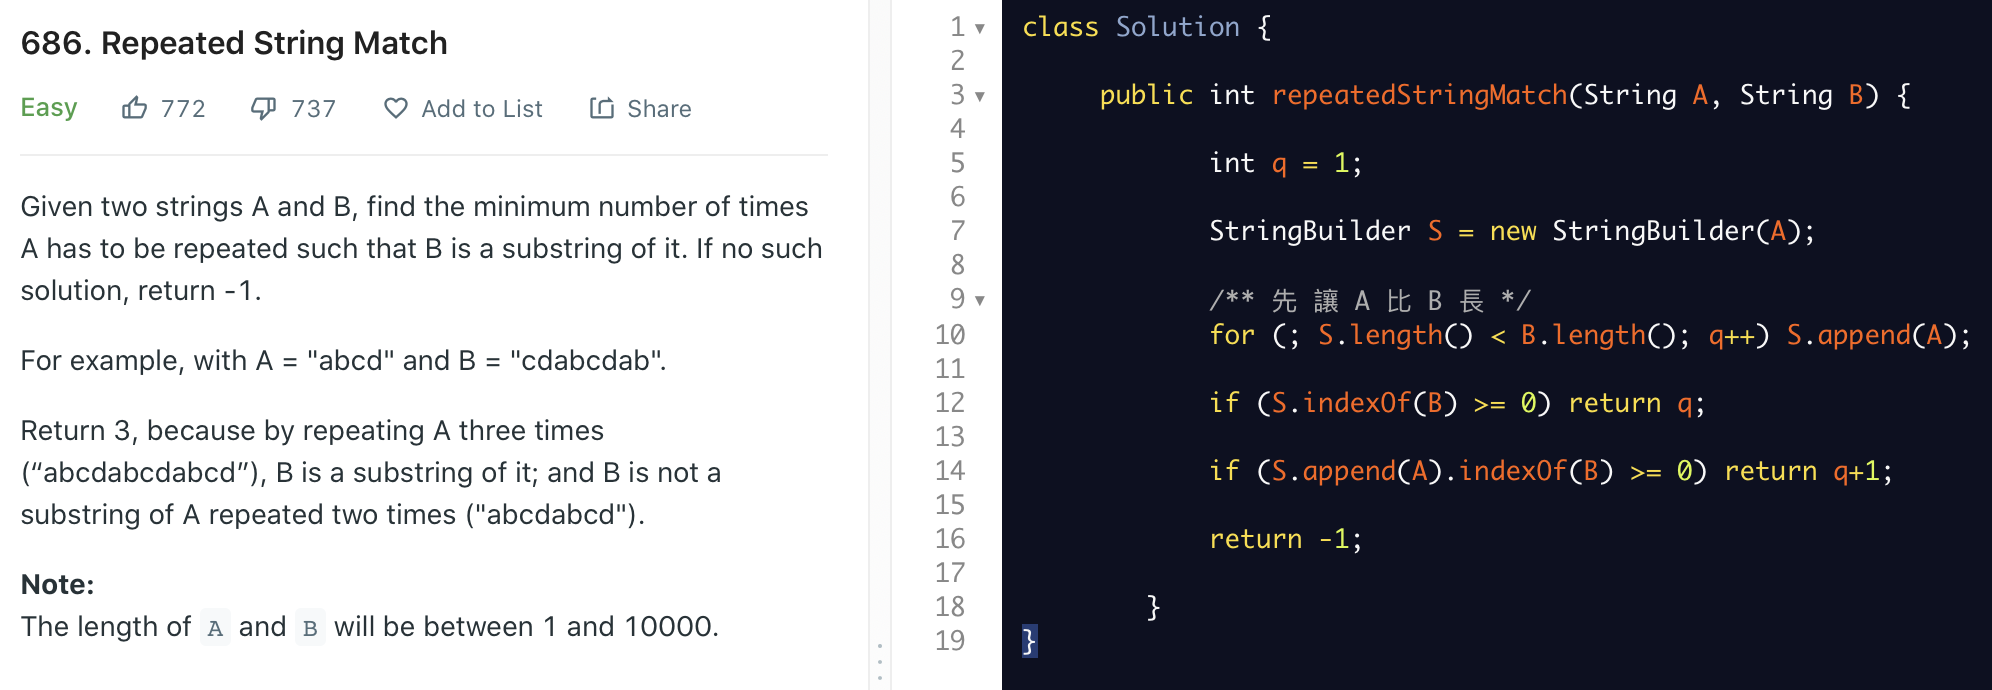 686. Repeated String Match
Easy 772 737 Add to List Share
Given two strings A and B, find the minimum number of times
A has to be repeated such that B is a substring of it. If no such
solution, return -1.
For example, with A = "abcd" and B = "cdabcdab".
Return 3, because by repeating A three times
(“abcdabcdabcd”), B is a substring of it; and B is not a
substring of A repeated two times ("abcdabcd").
Note:
The length of A and B will be between 1 and 10000.
1 class Solution {
2
3 public int repeatedStringMatch(String A, String B) {
4
5 int q = 1;
6
7 StringBuilder S = new StringBuilder(A);
8
9 /** 先 讓 A 比 B 長 */
10 for (; S.length() < B.length(); q++) S.append(A);
11
12 if (S.indexOf(B) >= 0) return q;
13
14 if (S.append(A).indexOf(B) >= 0) return q+1;
15
16 return -1;
17
18 }
19 }